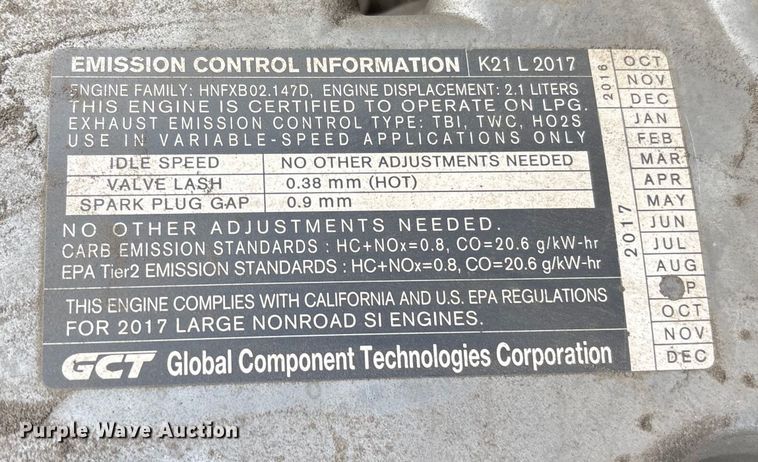 EMISSION CONTROL INFORMATION K21 L 2017
ENGINE FAMILY: HNFXB02.147D, ENGINE DISPLACEMENT: 2.1 LITERS
THIS ENGINE IS CERTIFIED TO OPERATE ON LPG.
EXHAUST EMISSION CONTROL TYPE: TBI, TWC, HO2S
USE IN VARIABLE-SPEED APPLICATIONS ONLY
IDLE SPEED NO OTHER ADJUSTMENTS NEEDED
VALVE LASH 0.38 mm (HOT)
SPARK PLUG GAP 0.9 mm
NO OTHER ADJUSTMENTS NEEDED.
CARB EMISSION STANDARDS : HC+NOx=0.8, CO=20.6 g/kW-hr
EPA Tier2 EMISSION STANDARDS : HC+NOx=0.8, CO=20.6 g/kW-hr
THIS ENGINE COMPLIES WITH CALIFORNIA AND U.S. EPA REGULATIONS
FOR 2017 LARGE NONROAD SI ENGINES.
GCT Global Component Technologies Corporation
2016
OCT
NOV
DEC
2017
JAN
FEB
MAR
APR
MAY
JUN
JUL
AUG
P
OCT
NOV
DEC
Purple Wave Auction